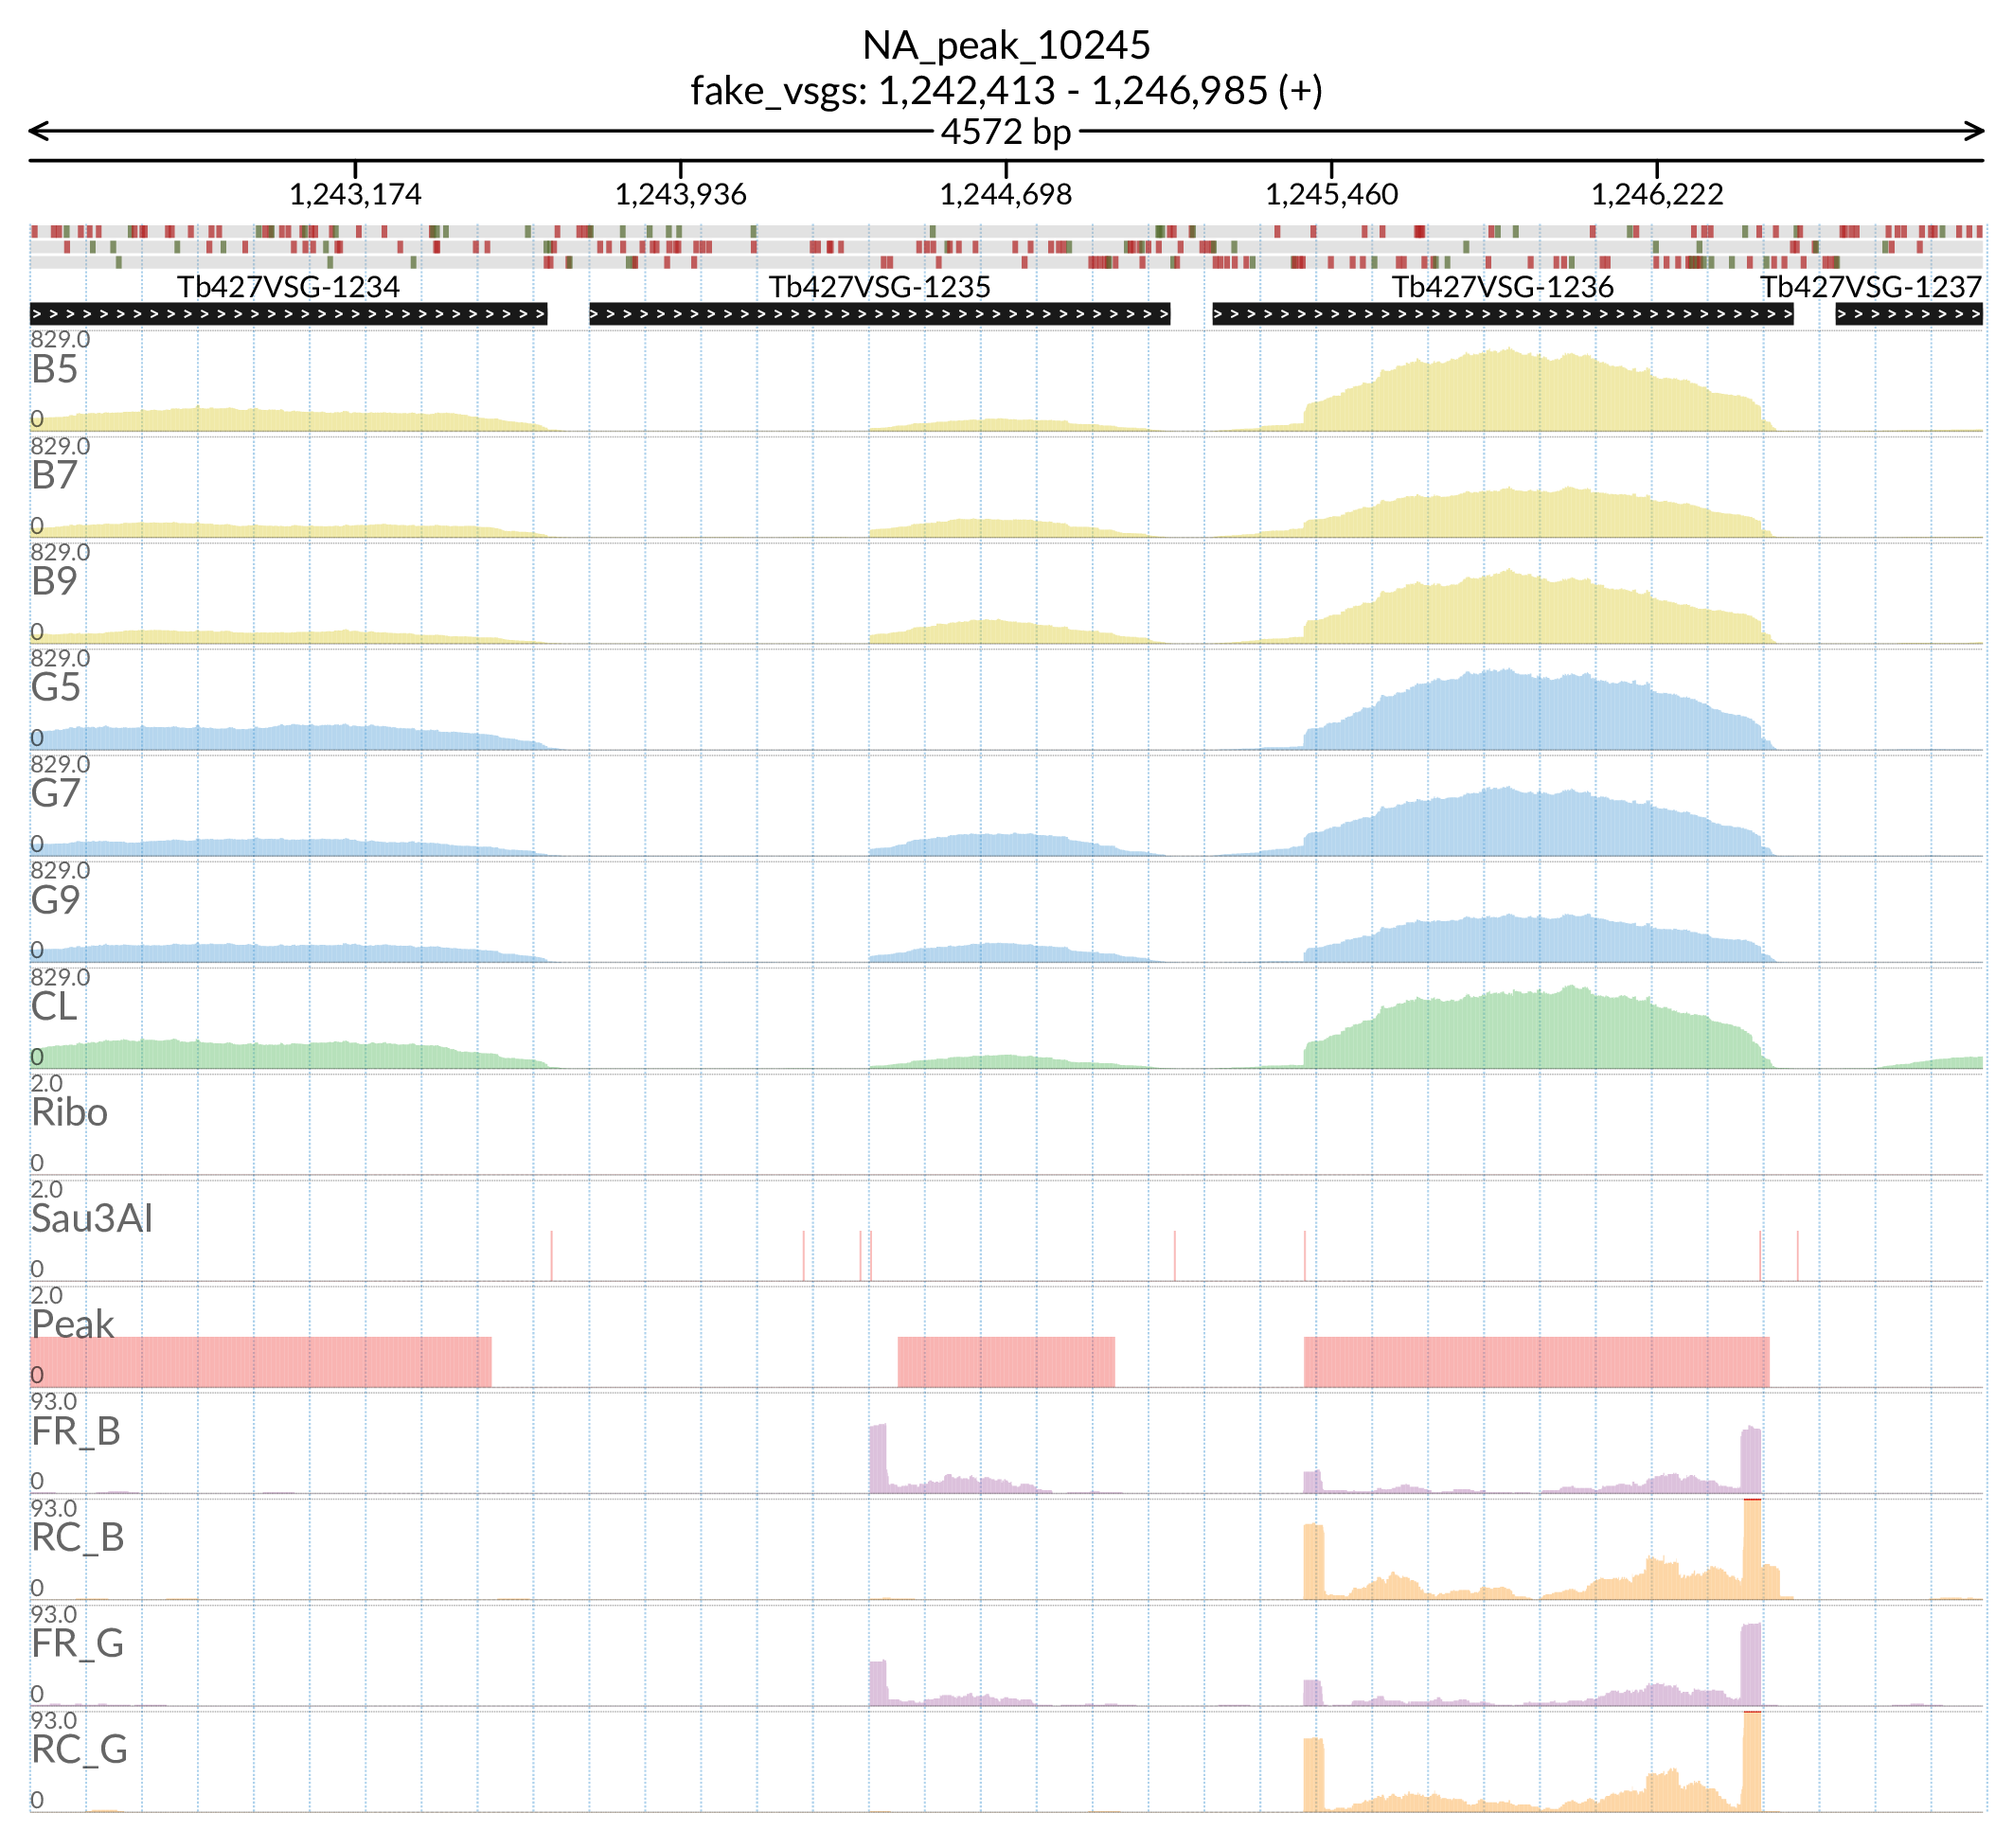 NA_peak_10245
fake_vsgs: 1,242,413 - 1,246,985 (+)
4572 bp
1,243,174 1,243,936 1,244,698 1,245,460 1,246,222
Tb427VSG-1234 Tb427VSG-1235 Tb427VSG-1236 Tb427VSG-1237
829.0
B5
0
829.0
B7
0
829.0
B9
0
829.0
G5
0
829.0
G7
0
829.0
G9
0
829.0
CL
0
2.0
Ribo
0
2.0
Sau3AI
0
2.0
Peak
0
93.0
FR_B
0
93.0
RC_B
0
93.0
FR_G
0
93.0
RC_G
0